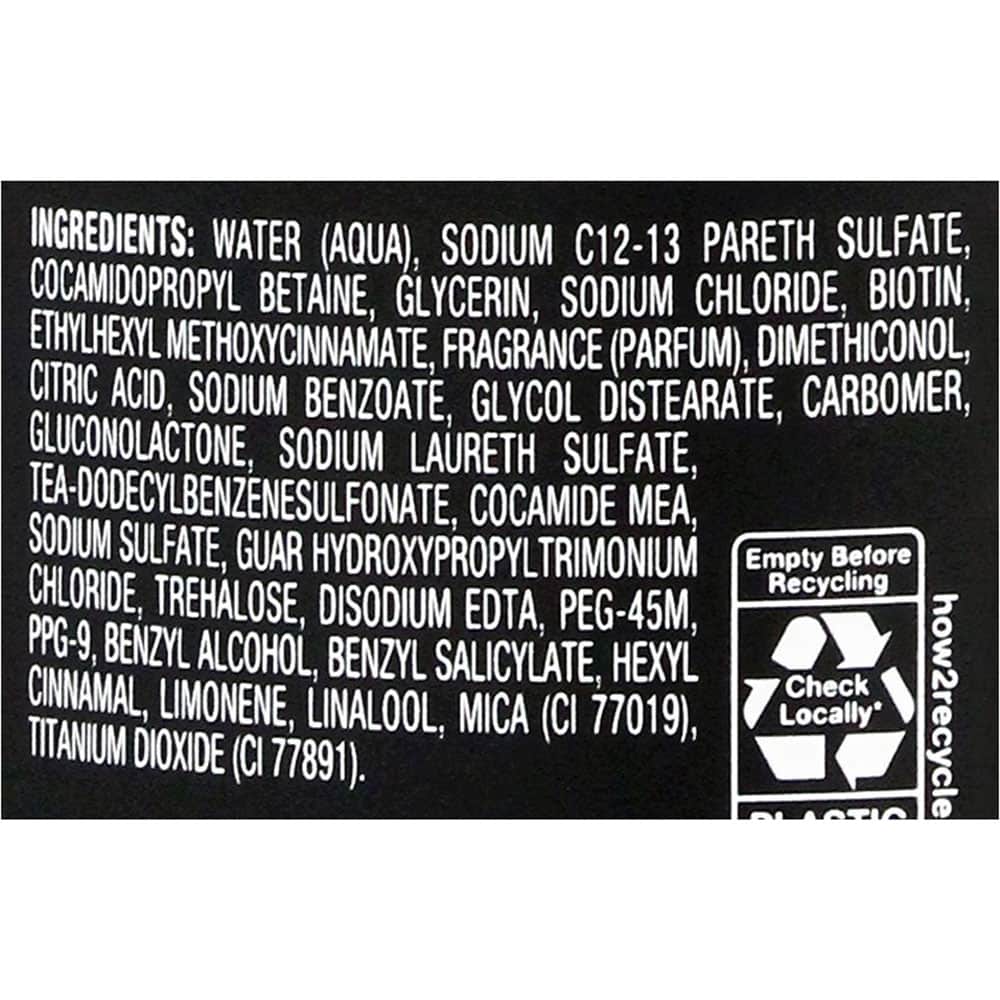 INGREDIENTS: WATER (AQUA), SODIUM C12-13 PARETH SULFATE,
COCAMIDOPROPYL BETAINE, GLYCERIN, SODIUM CHLORIDE, BIOTIN,
ETHYLHEXYL METHOXYCINNAMATE, FRAGRANCE (PARFUM), DIMETHICONOL,
CITRIC ACID, SODIUM BENZOATE, GLYCOL DISTEARATE, CARBOMER,
GLUCONOLACTONE, SODIUM LAURETH SULFATE,
TEA-DODECYLBENZENESULFONATE, COCAMIDE MEA,
SODIUM SULFATE, GUAR HYDROXYPROPYLTRIMONIUM
CHLORIDE, TREHALOSE, DISODIUM EDTA, PEG-45M,
PPG-9, BENZYL ALCOHOL, BENZYL SALICYLATE, HEXYL
CINNAMAL, LIMONENE, LINALOOL, MICA (CI 77019),
TITANIUM DIOXIDE (CI 77891).
Empty Before
Recycling
Check
Locally*
PLASTIC
how2recycle